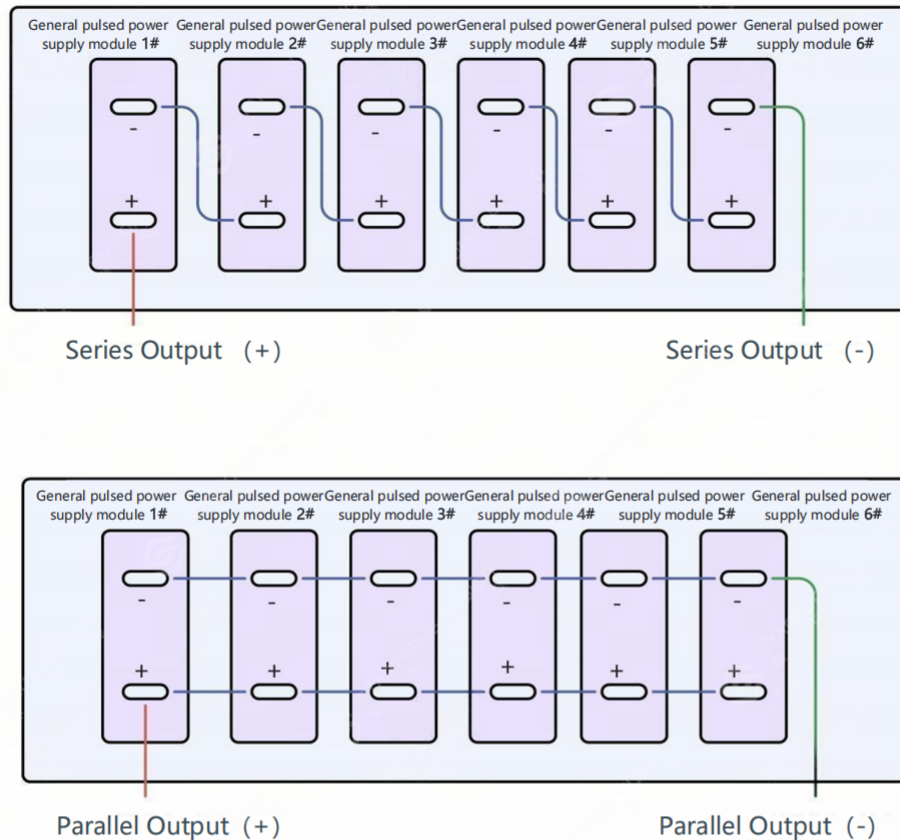 General pulsed power General pulsed power General pulsed power General pulsed power General pulsed power General pulsed power
supply module 1# supply module 2# supply module 3# supply module 4# supply module 5# supply module 6#
- - - - - -
+ + + + + +
Series Output (+) Series Output (-)
General pulsed power General pulsed power General pulsed power General pulsed power General pulsed power General pulsed power
supply module 1# supply module 2# supply module 3# supply module 4# supply module 5# supply module 6#
- - - - - -
+ + + + + +
Parallel Output (+) Parallel Output (-)